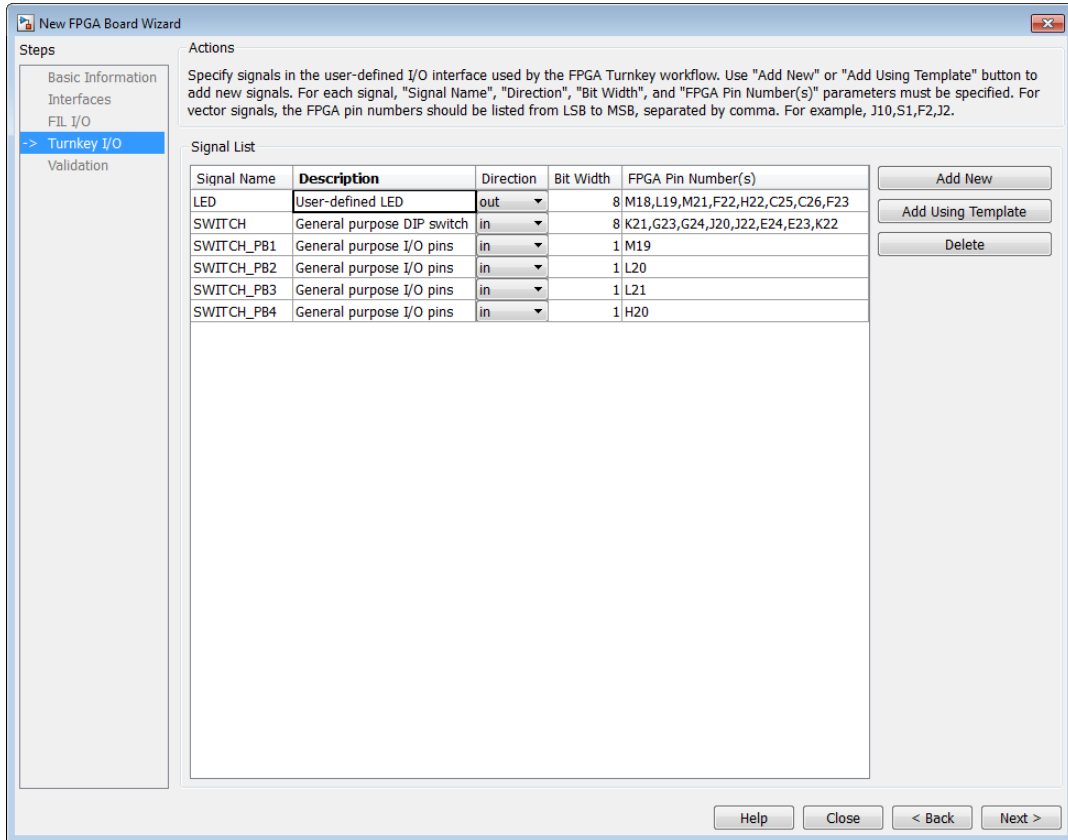 New FPGA Board Wizard
Steps
Basic Information
Interfaces
FIL I/O
-> Turnkey I/O
Validation
Actions
Specify signals in the user-defined I/O interface used by the FPGA Turnkey workflow. Use "Add New" or "Add Using Template" button to
add new signals. For each signal, "Signal Name", "Direction", "Bit Width", and "FPGA Pin Number(s)" parameters must be specified. For
vector signals, the FPGA pin numbers should be listed from LSB to MSB, separated by comma. For example, J10,S1,F2,J2.
Signal List
Signal Name Description Direction Bit Width FPGA Pin Number(s)
LED User-defined LED out 8 M18,L19,M21,F22,H22,C25,C26,F23
SWITCH General purpose DIP switch in 8 K21,G23,G24,J20,J22,E24,E23,K22
SWITCH_PB1 General purpose I/O pins in 1 M19
SWITCH_PB2 General purpose I/O pins in 1 L20
SWITCH_PB3 General purpose I/O pins in 1 L21
SWITCH_PB4 General purpose I/O pins in 1 H20
Add New
Add Using Template
Delete
Help Close < Back Next >